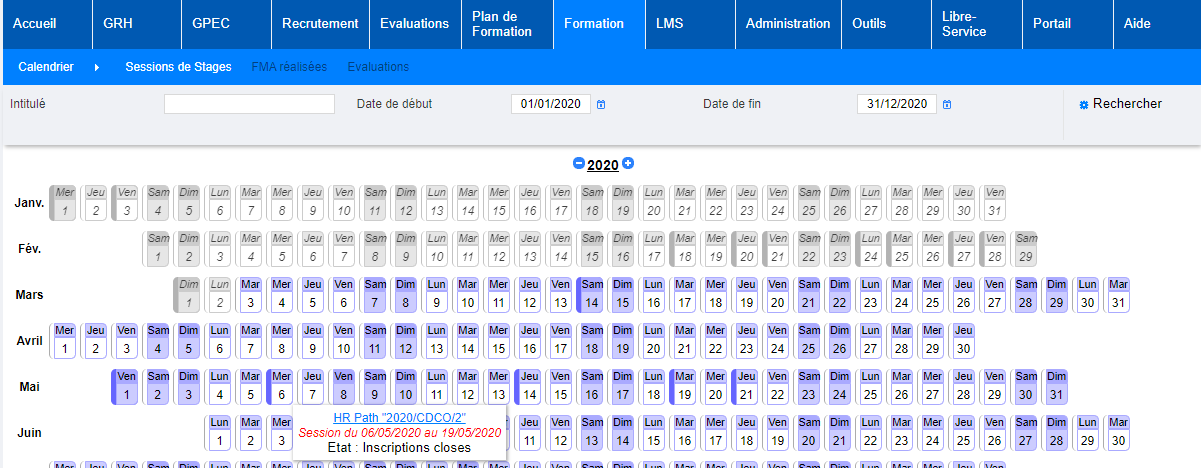 Accueil
GRH
GPEC
Recrutement
Evaluations
Plan de
Formation
Formation
LMS
Administration
Outils
Libre-
Service
Portail
Aide
Calendrier
Sessions de Stages
FMA réalisées
Evaluations
Intitulé
Date de début
01/01/2020
Date de fin
31/12/2020
Rechercher
2020
Mer Jeu Ven Sam Dim Lun Mar Mer Jeu Ven Sam Dim Lun Mar Mer Jeu Ven Sam Dim Lun Mar Mer Jeu Ven Sam Dim Lun Mar Mer Jeu Ven
Janv.
1 2 3 4 5 6 7 8 9 10 11 12 13 14 15 16 17 18 19 20 21 22 23 24 25 26 27 28 29 30 31
Sam Dim Lun Mar Mer Jeu Ven Sam Dim Lun Mar Mer Jeu Ven Sam Dim Lun Mar Mer Jeu Ven Sam Dim Lun Mar Mer Jeu Ven Sam
Fév.
1 2 3 4 5 6 7 8 9 10 11 12 13 14 15 16 17 18 19 20 21 22 23 24 25 26 27 28 29
Dim Lun Mar Mer Jeu Ven Sam Dim Lun Mar Mer Jeu Ven Sam Dim Lun Mar Mer Jeu Ven Sam Dim Lun Mar Mer Jeu Ven Sam Dim Lun Mar
Mars
1 2 3 4 5 6 7 8 9 10 11 12 13 14 15 16 17 18 19 20 21 22 23 24 25 26 27 28 29 30 31
Mer Jeu Ven Sam Dim Lun Mar Mer Jeu Ven Sam Dim Lun Mar Mer Jeu Ven Sam Dim Lun Mar Mer Jeu Ven Sam Dim Lun Mar Mer Jeu
Avril
1 2 3 4 5 6 7 8 9 10 11 12 13 14 15 16 17 18 19 20 21 22 23 24 25 26 27 28 29 30
Ven Sam Dim Lun Mar Mer Jeu Ven Sam Dim Lun Mar Mer Jeu Ven Sam Dim Lun Mar Mer Jeu Ven Sam Dim Lun Mar Mer Jeu Ven Sam Dim
Mai
1 2 3 4 5 6 7 8 9 10 11 12 13 14 15 16 17 18 19 20 21 22 23 24 25 26 27 28 29 30 31
HR Path "2020/CDCO/2"
Session du 06/05/2020 au 19/05/2020
Etat : Inscriptions closes
Lun Mar Mer Jeu Ven Sam Dim Lun Mar Mer Jeu Ven Sam Dim Lun Mar Mer Jeu Ven Sam Dim Lun Mar
Juin
1 2 3 11 12 13 14 15 16 17 18 19 20 21 22 23 24 25 26 27 28 29 30